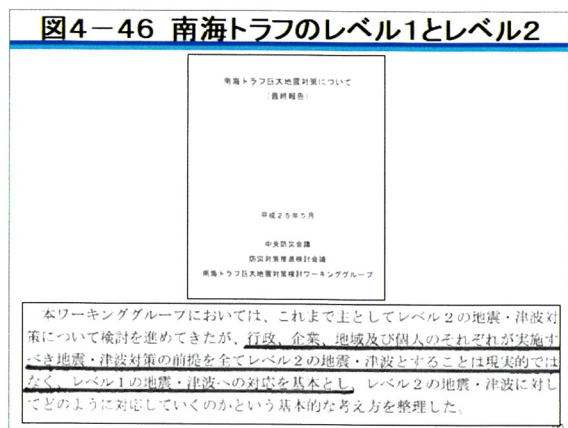 図4－46 南海トラフのレベル1とレベル2
南海トラフ巨大地震対策について
（最終報告）
平成25年5月
中央防災会議
防災対策推進検討会議
南海トラフ巨大地震対策検討ワーキンググループ
本ワーキンググループにおいては、これまで主としてレベル２の地震・津波対
策について検討を進めてきたが、行政、企業、地域及び個人のそれぞれが実施す
べき地震・津波対策の前提を全てレベル２の地震・津波とすることは現実的では
なく、レベル１の地震・津波への対応を基本とし、レベル２の地震・津波に対し
てどのように対応していくのかという基本的な考え方を整理した。